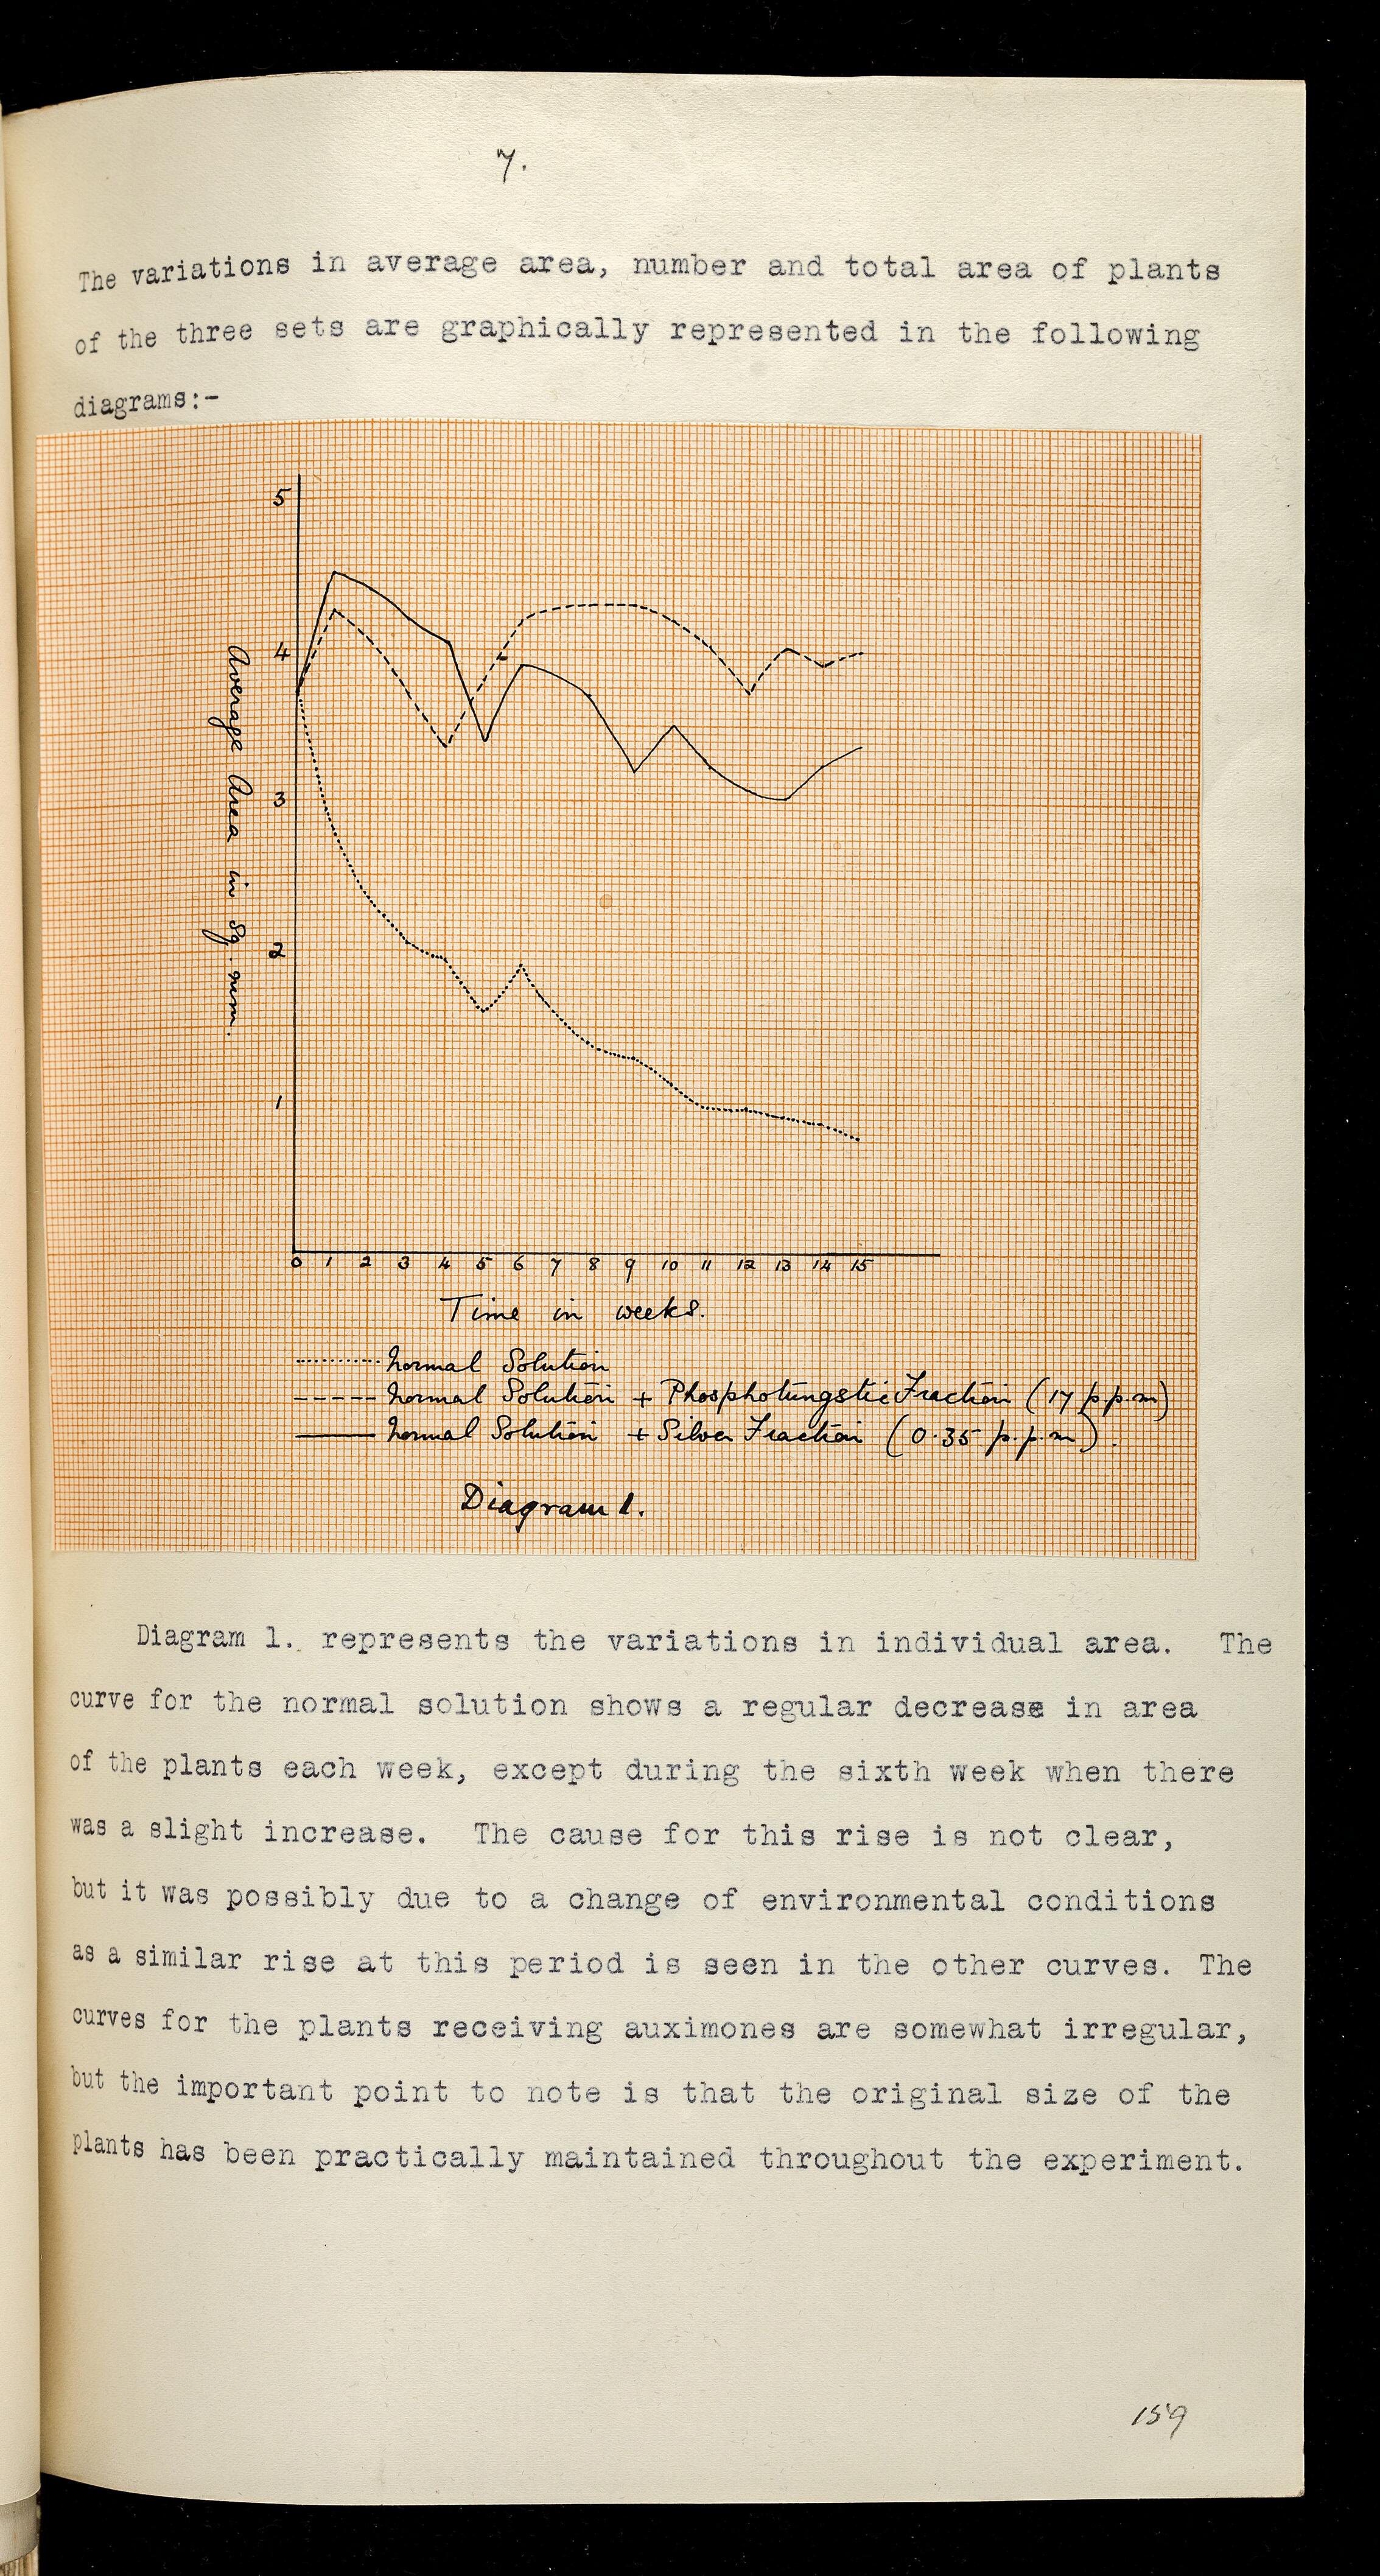 7.
The variations in average area, number and total area of plants
of the three sets are graphically represented in the following
diagrams:-
5
4
3
2
1
Average Area in Sq. mm.
0 1 2 3 4 5 6 7 8 9 10 11 12 13 14 15
Time in weeks.
Normal Solution
Normal Solution + Phosphotungstic Fraction (17 p.p.m)
Normal Solution + Silver Fraction (0.35 p.p.m).
Diagram 1.
Diagram 1. represents the variations in individual area. The
curve for the normal solution shows a regular decrease in area
of the plants each week, except during the sixth week when there
was a slight increase. The cause for this rise is not clear,
but it was possibly due to a change of environmental conditions
as a similar rise at this period is seen in the other curves. The
curves for the plants receiving auximones are somewhat irregular,
but the important point to note is that the original size of the
plants has been practically maintained throughout the experiment.
159